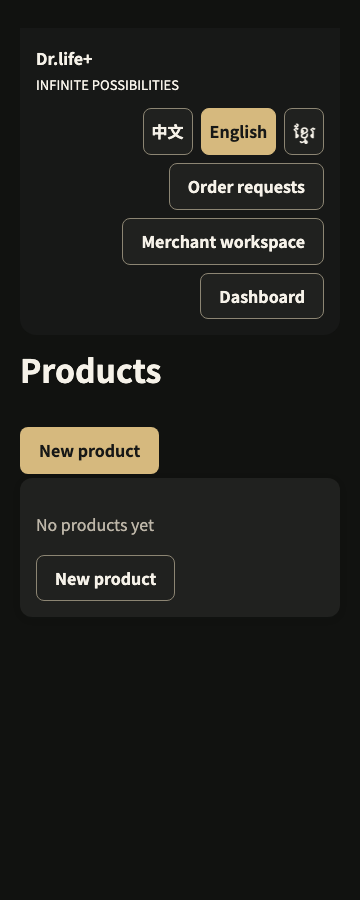 Dr.life+
INFINITE POSSIBILITIES
中文 English ខ្មែរ
Order requests
Merchant workspace
Dashboard
Products
New product
No products yet
New product